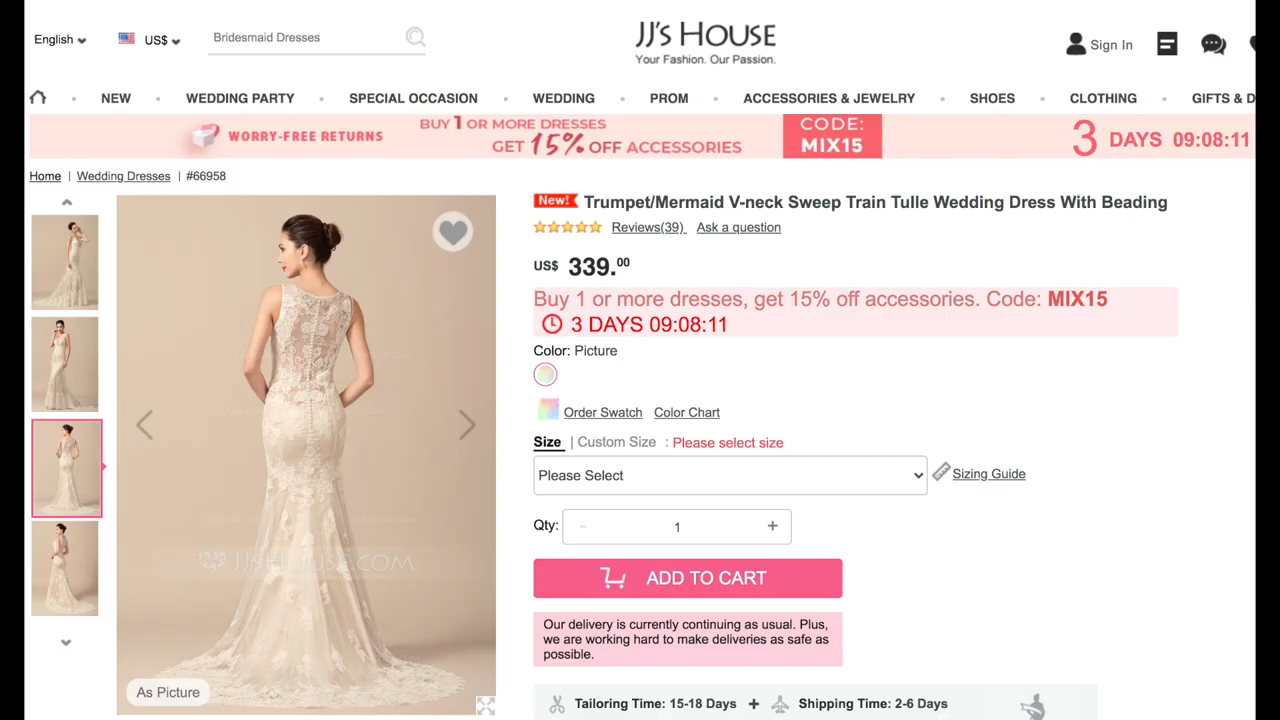 English
US$
Bridesmaid Dresses
JJ's HOUSE
Your Fashion. Our Passion.
Sign In
NEW
WEDDING PARTY
SPECIAL OCCASION
WEDDING
PROM
ACCESSORIES & JEWELRY
SHOES
CLOTHING
GIFTS & D
WORRY-FREE RETURNS
BUY 1 OR MORE DRESSES
GET 15% OFF ACCESSORIES
CODE:
MIX15
3 DAYS 09:08:11
Home | Wedding Dresses | #66958
New! Trumpet/Mermaid V-neck Sweep Train Tulle Wedding Dress With Beading
Reviews(39) Ask a question
US$ 339.00
Buy 1 or more dresses, get 15% off accessories. Code: MIX15
3 DAYS 09:08:11
Color: Picture
Order Swatch Color Chart
Size | Custom Size : Please select size
Please Select
Sizing Guide
Qty: - 1 +
ADD TO CART
Our delivery is currently continuing as usual. Plus,
we are working hard to make deliveries as safe as
possible.
JJ'sHOUSE.COM
As Picture
Tailoring Time: 15-18 Days + Shipping Time: 2-6 Days